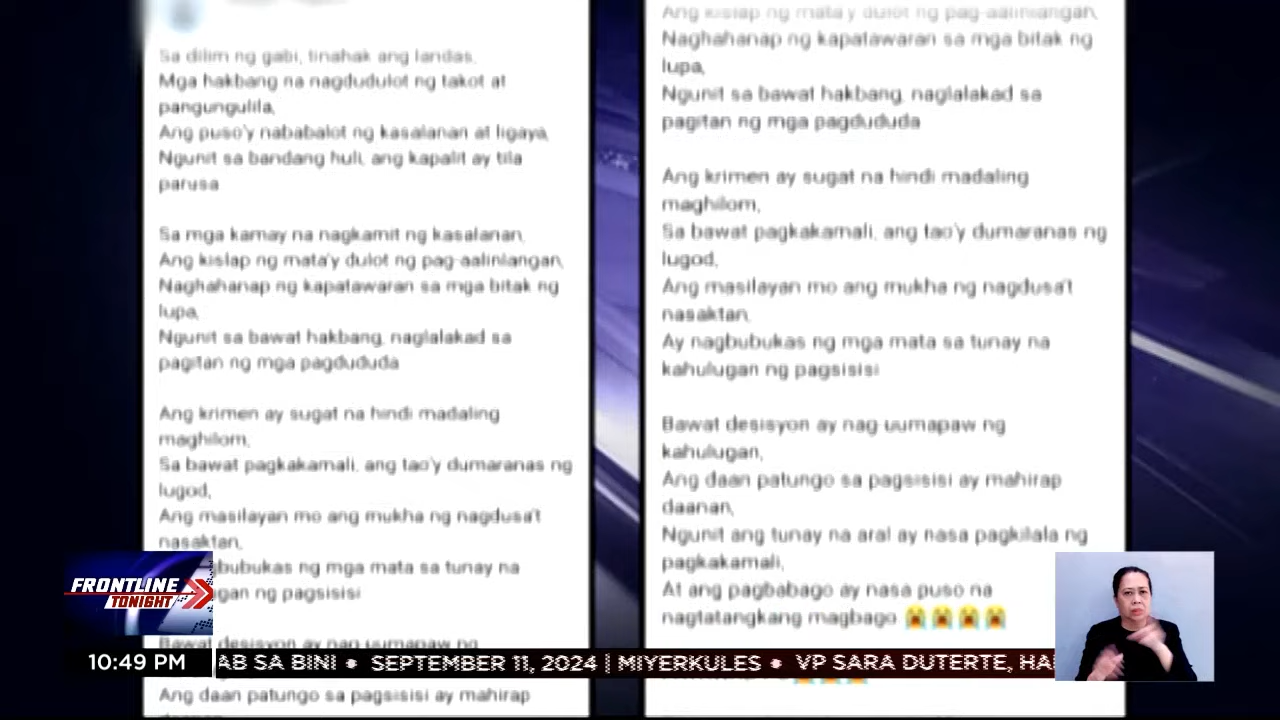 Sa dilim ng gabi, tinahak ang landas,
Mga hakbang na nagdudulot ng takot at
pangungulila,
Ang puso'y nababalot ng kasalanan at ligaya,
Ngunit sa bandang huli, ang kapalit ay tila
parusa
Sa mga kamay na nagkamit ng kasalanan,
Ang kislap ng mata'y dulot ng pag-aalinlangan,
Naghahanap ng kapatawaran sa mga bitak ng
lupa,
Ngunit sa bawat hakbang, naglalakad sa
pagitan ng mga pagdududa
Ang krimen ay sugat na hindi madaling
maghilom,
Sa bawat pagkakamali, ang tao'y dumaranas ng
lugod,
Ang masilayan mo ang mukha ng nagdusa't
nasaktan,
bubukas ng mga mata sa tunay na
gan ng pagsisisi
Bawat desisyon ay nag uumapaw ng
Ang daan patungo sa pagsisisi ay mahirap
Ang kislap ng mata'y dulot ng pag-aalinlangan,
Naghahanap ng kapatawaran sa mga bitak ng
lupa,
Ngunit sa bawat hakbang, naglalakad sa
pagitan ng mga pagdududa
Ang krimen ay sugat na hindi madaling
maghilom,
Sa bawat pagkakamali, ang tao'y dumaranas ng
lugod,
Ang masilayan mo ang mukha ng nagdusa't
nasaktan,
Ay nagbubukas ng mga mata sa tunay na
kahulugan ng pagsisisi
Bawat desisyon ay nag uumapaw ng
kahulugan,
Ang daan patungo sa pagsisisi ay mahirap
daanan,
Ngunit ang tunay na aral ay nasa pagkilala ng
pagkakamali,
At ang pagbabago ay nasa puso na
nagtatangkang magbago 😭😭😭😭
FRONTLINE
TONIGHT
10:49 PM
AB SA BINI • SEPTEMBER 11, 2024 | MIYERKULES • VP SARA DUTERTE, HA